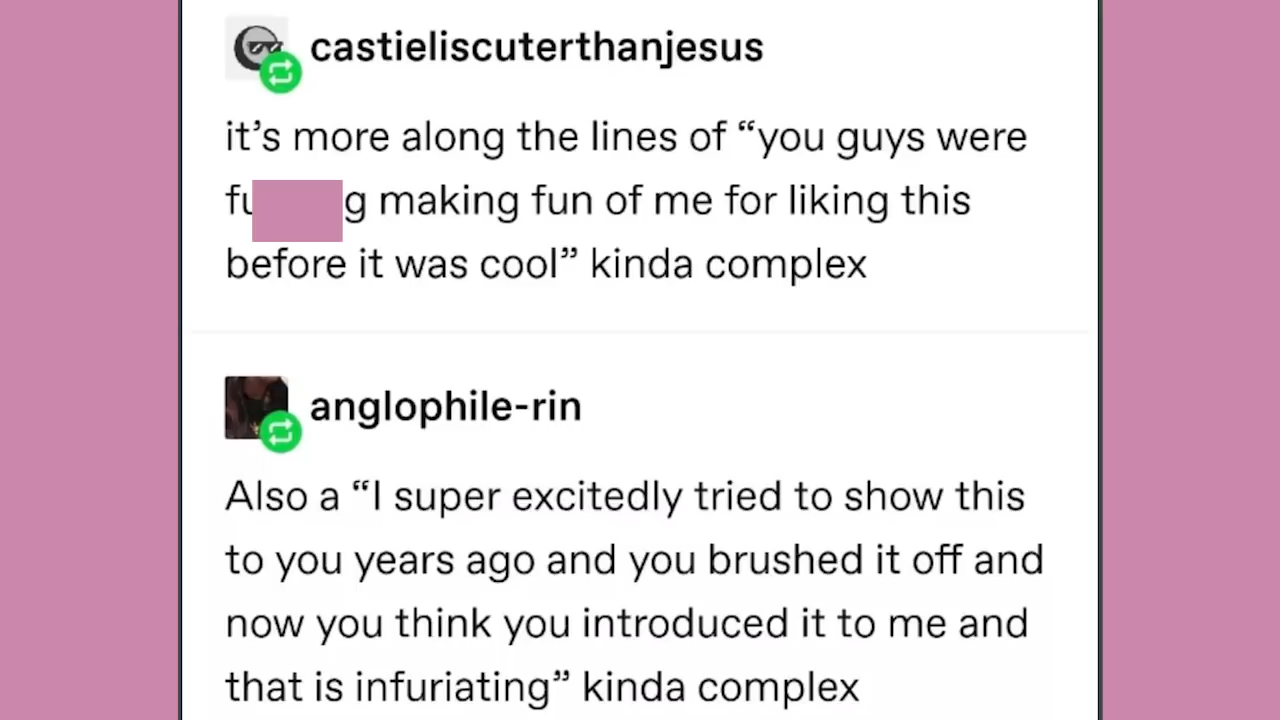 castieliscuterthanjesus
it's more along the lines of “you guys were
fu g making fun of me for liking this
before it was cool” kinda complex
anglophile-rin
Also a “I super excitedly tried to show this
to you years ago and you brushed it off and
now you think you introduced it to me and
that is infuriating” kinda complex